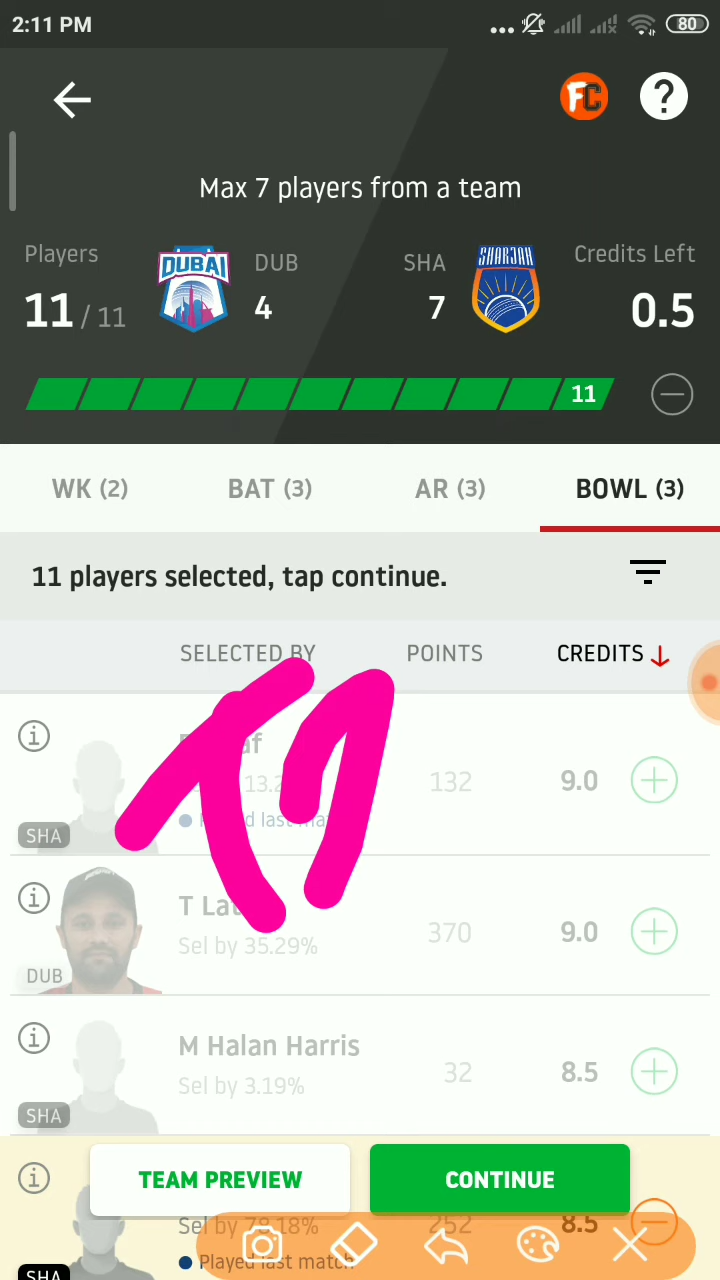 2:11 PM
80
FC
Max 7 players from a team
Players
DUBAI
DUB
SHA
SHARJAH
Credits Left
11 / 11
4
7
0.5
11
WK (2)
BAT (3)
AR (3)
BOWL (3)
11 players selected, tap continue.
SELECTED BY
POINTS
CREDITS
132
9.0
SHA
last
T
370
9.0
Sel by 35.29%
DUB
M Halan Harris
Sel by 3.19%
32
8.5
SHA
TEAM PREVIEW
CONTINUE
Sel by 78.18%
252
8.5
Played last match
SHA